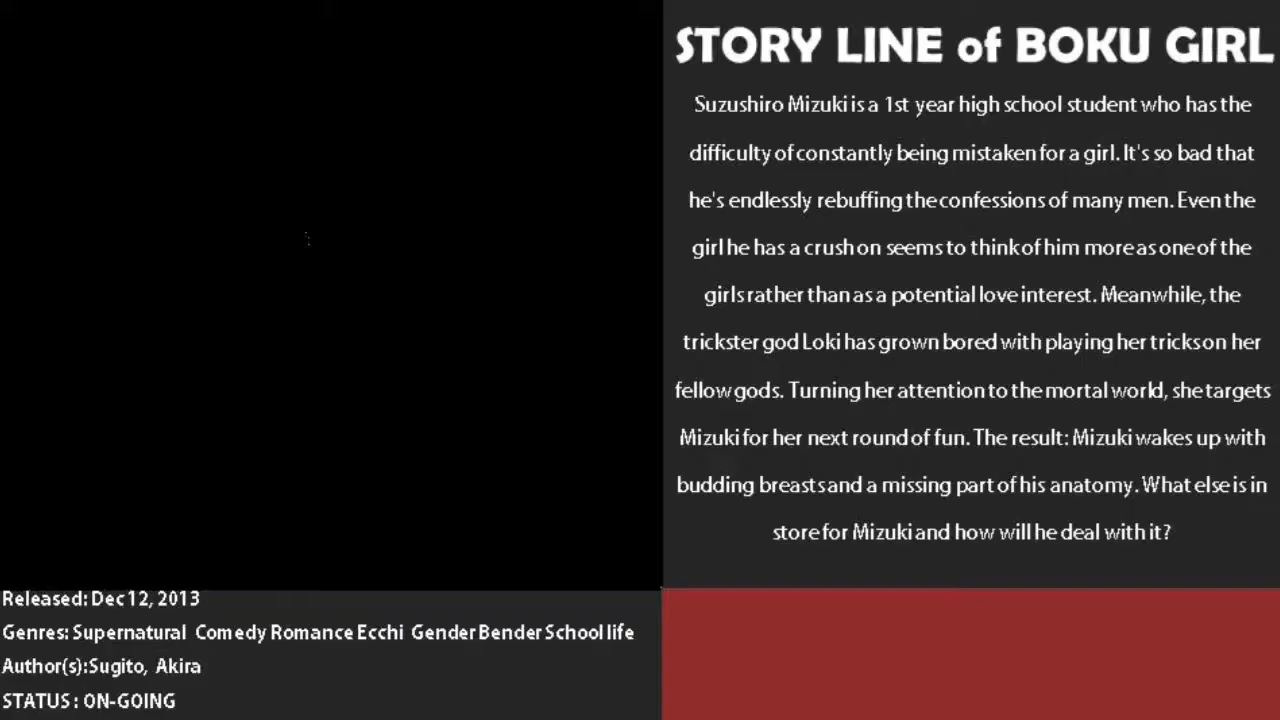 STORY LINE of BOKU GIRL
Suzushiro Mizuki is a 1st year high school student who has the
difficulty of constantly being mistaken for a girl. It's so bad that
he's endlessly rebuffing the confessions of many men. Even the
girl he has a crush on seems to think of him more as one of the
girls rather than as a potential love interest. Meanwhile, the
trickster god Loki has grown bored with playing her tricks on her
fellow gods. Turning her attention to the mortal world, she targets
Mizuki for her next round of fun. The result: Mizuki wakes up with
budding breasts and a missing part of his anatomy. What else is in
store for Mizuki and how will he deal with it?
Released: Dec 12, 2013
Genres: Supernatural Comedy Romance Ecchi Gender Bender School life
Author(s):Sugito, Akira
STATUS : ON-GOING